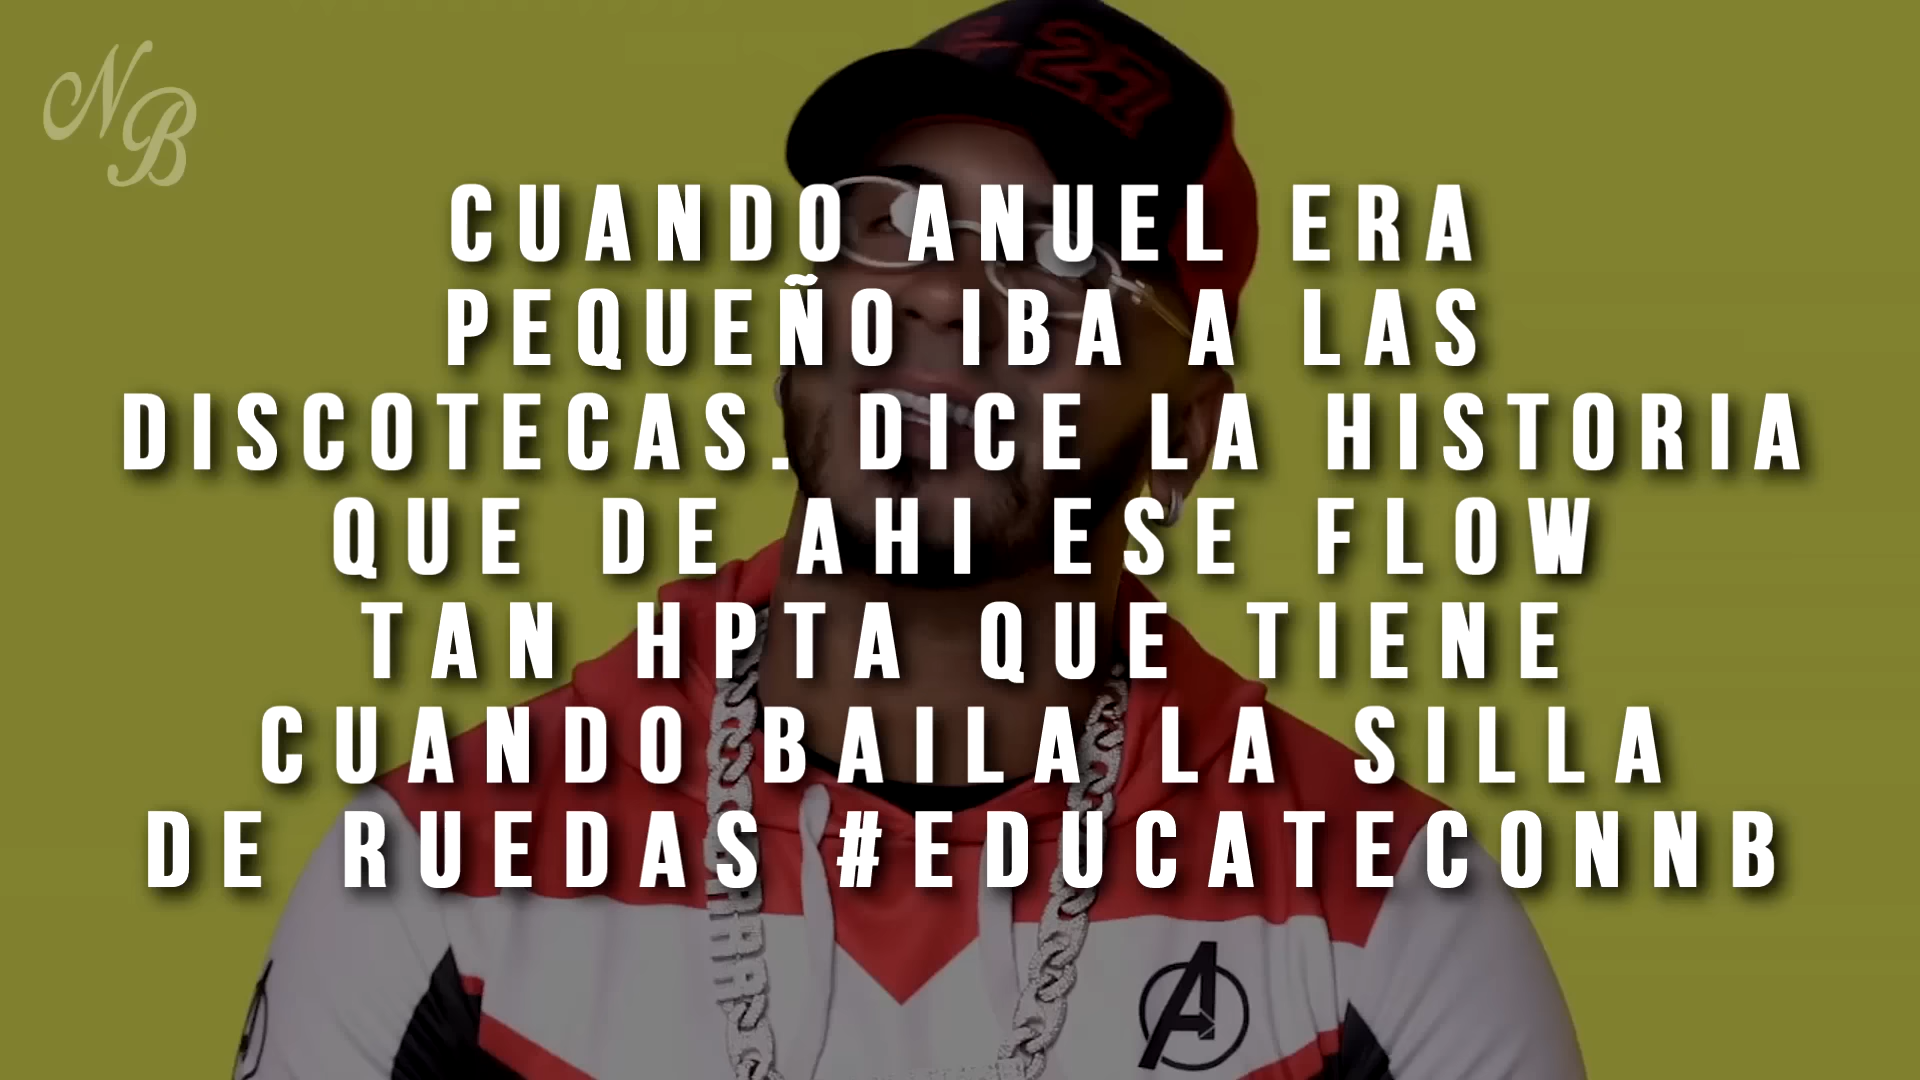 NB
27
CUANDO ANUEL ERA
PEQUEÑO IBA A LAS
DISCOTECAS. DICE LA HISTORIA
QUE DE AHI ESE FLOW
TAN HPTA QUE TIENE
CUANDO BAILA LA SILLA
DE RUEDAS #EDUCATECONNB